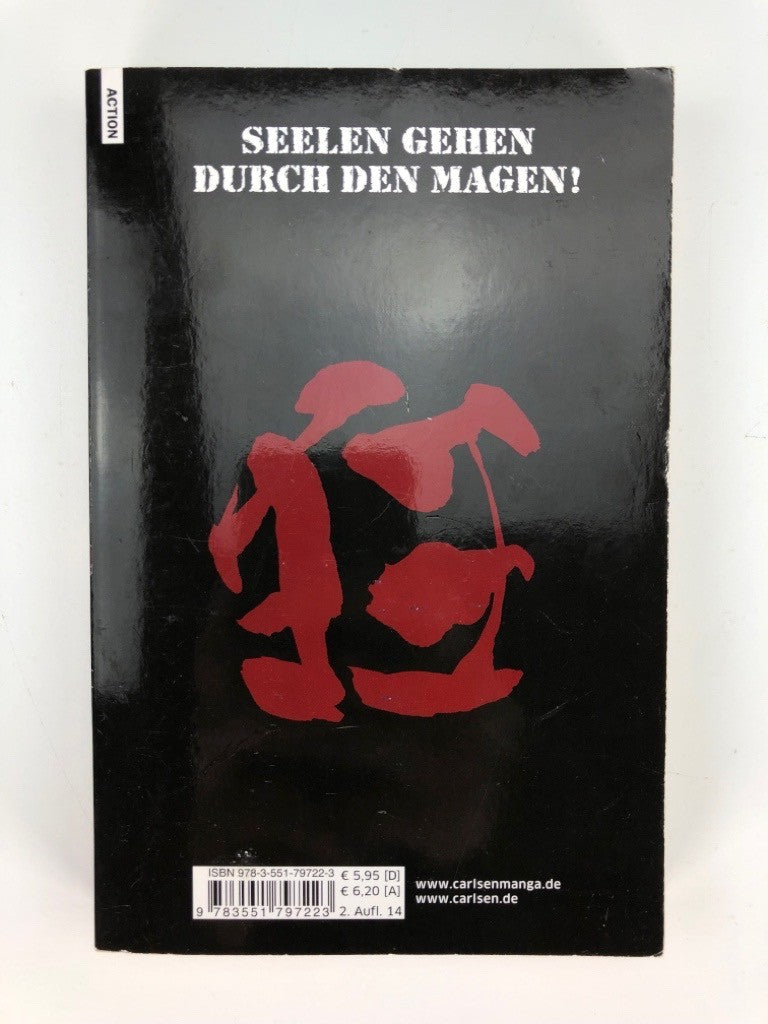 ACTION
SEELEN GEHEN
DURCH DEN MAGEN!
ISBN 978-3-551-79722-3
€ 5,95 [D]
€ 6,20 [A]
9 783551 797223
2. Aufl. 14
www.carlsenmanga.de
www.carlsen.de